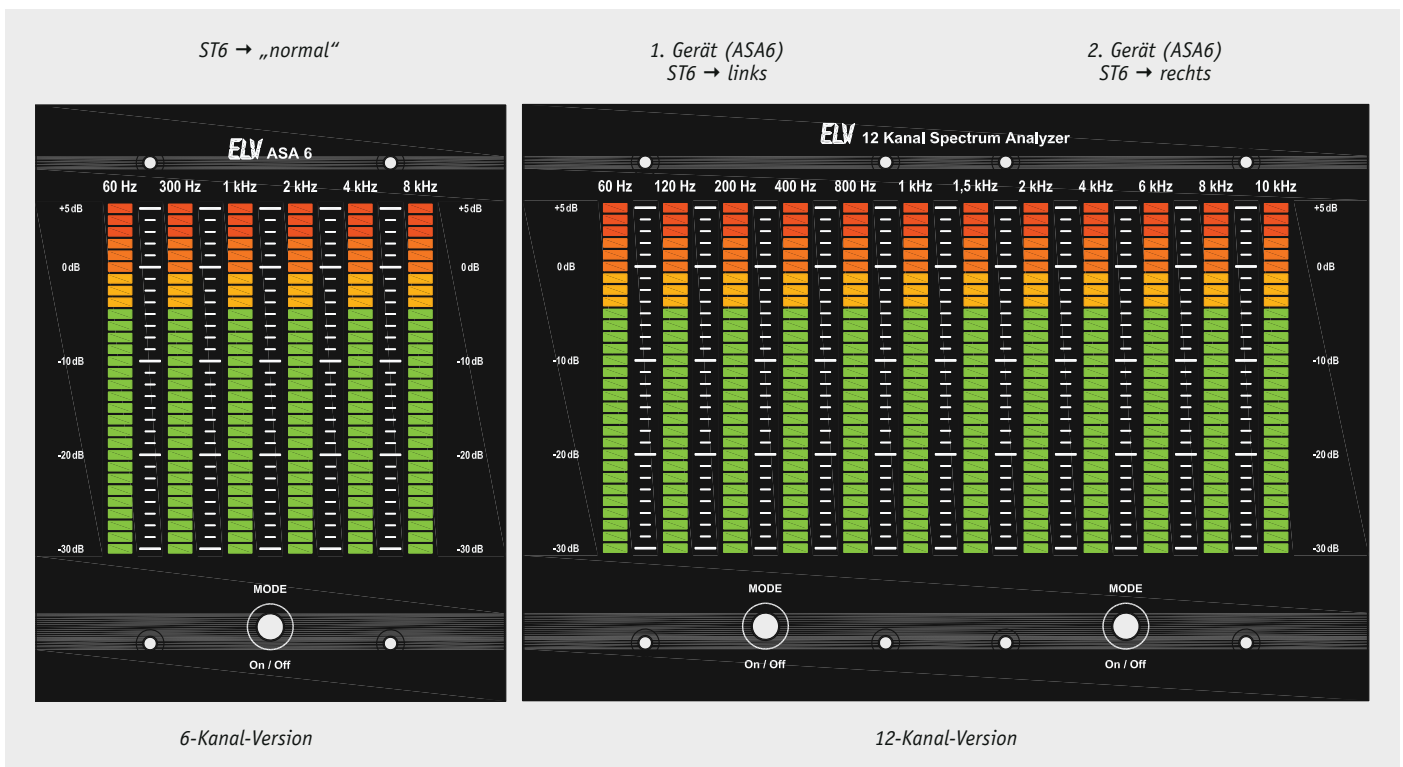 ST6 → „normal“
1. Gerät (ASA6)
ST6 → links
2. Gerät (ASA6)
ST6 → rechts
ELV ASA 6
60 Hz 300 Hz 1 kHz 2 kHz 4 kHz 8 kHz
+5 dB +5 dB
0 dB 0 dB
-10 dB -10 dB
-20 dB -20 dB
-30 dB -30 dB
MODE
On / Off
ELV 12 Kanal Spectrum Analyzer
60 Hz 120 Hz 200 Hz 400 Hz 800 Hz 1 kHz 1,5 kHz 2 kHz 4 kHz 6 kHz 8 kHz 10 kHz
+5 dB +5 dB
0 dB 0 dB
-10 dB -10 dB
-20 dB -20 dB
-30 dB -30 dB
MODE MODE
On / Off On / Off
6-Kanal-Version
12-Kanal-Version